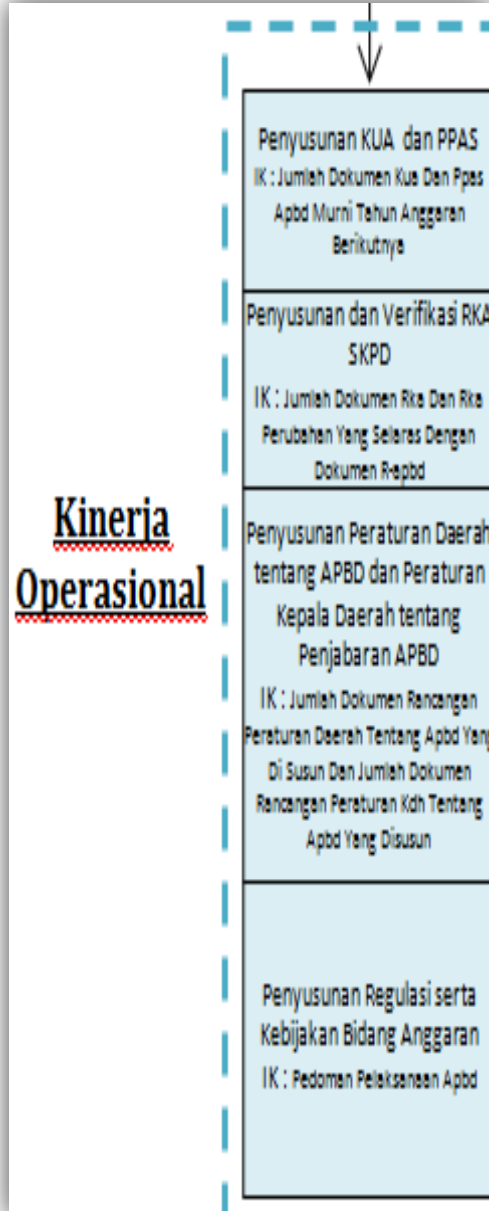 Penyusunan KUA dan PPAS
IK : Jumlah Dokumen Kua Dan Ppas
Apbd Murni Tahun Anggaran
Berikutnya
Penyusunan dan Verifikasi RKA
SKPD
IK : Jumlah Dokumen Rka Dan Rka
Perubahan Yang Selaras Dengan
Dokumen R-apbd
Kinerja
Operasional
Penyusunan Peraturan Daerah
tentang APBD dan Peraturan
Kepala Daerah tentang
Penjabaran APBD
IK : Jumlah Dokumen Rancangan
Peraturan Daerah Tentang Apbd Yang
Di Susun Dan Jumlah Dokumen
Rancangan Peraturan Kdh Tentang
Apbd Yang Disusun
Penyusunan Regulasi serta
Kebijakan Bidang Anggaran
IK : Pedoman Pelaksanaan Apbd